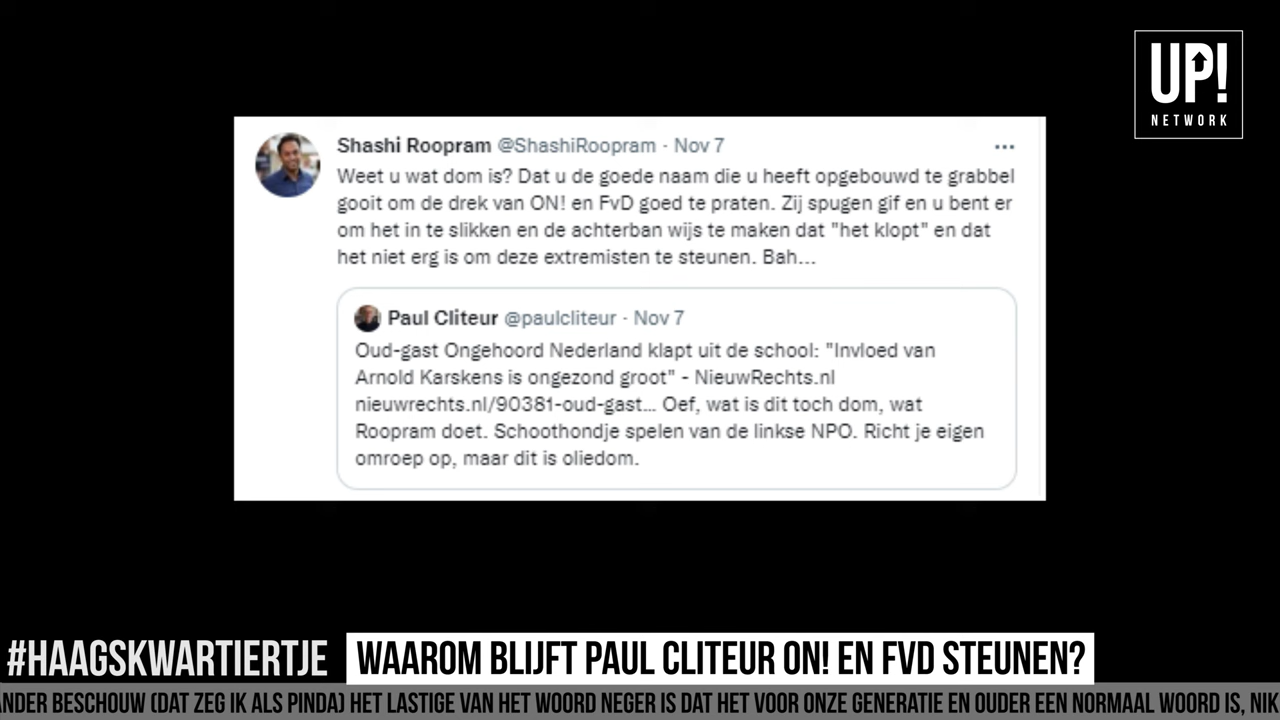 UP!
NETWORK
Shashi Roopram @ShashiRoopram · Nov 7
Weet u wat dom is? Dat u de goede naam die u heeft opgebouwd te grabbel
gooit om de drek van ON! en FvD goed te praten. Zij spugen gif en u bent er
om het in te slikken en de achterban wijs te maken dat "het klopt" en dat
het niet erg is om deze extremisten te steunen. Bah...
Paul Cliteur @paulcliteur · Nov 7
Oud-gast Ongehoord Nederland klapt uit de school: "Invloed van
Arnold Karskens is ongezond groot" - NieuwRechts.nl
nieuwrechts.nl/90381-oud-gast... Oef, wat is dit toch dom, wat
Roopram doet. Schoothondje spelen van de linkse NPO. Richt je eigen
omroep op, maar dit is oliedom.
#HAAGSKWARTIERTJE WAAROM BLIJFT PAUL CLITEUR ON! EN FVD STEUNEN?
ANDER BESCHOUW (DAT ZEG IK ALS PINDA) HET LASTIGE VAN HET WOORD NEGER IS DAT HET VOOR ONZE GENERATIE EN OUDER EEN NORMAAL WOORD IS, NIK